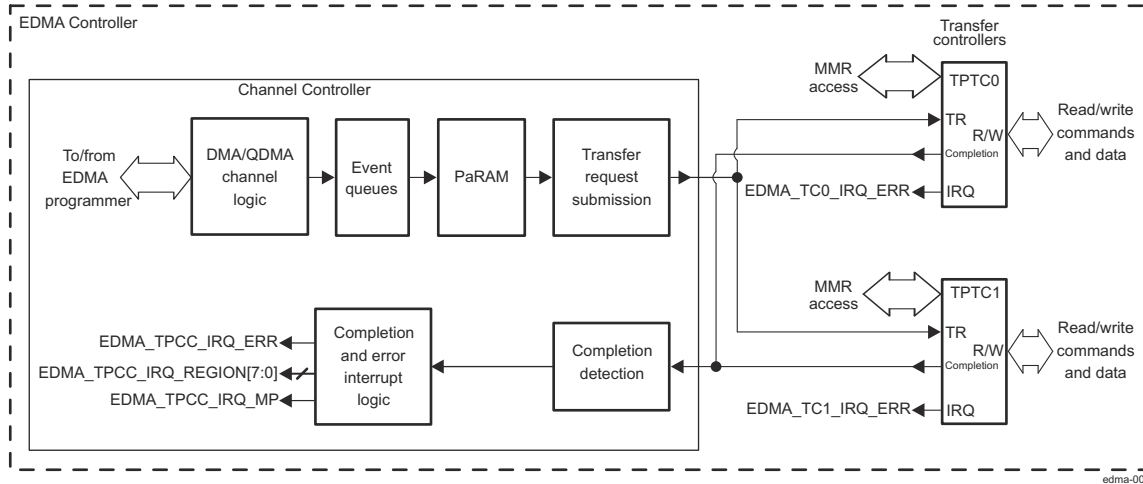 EDMA Controller
Transfer
controllers
Channel Controller
To/from
EDMA
programmer
DMA/QDMA
channel
logic
Event
queues
PaRAM
Transfer
request
submission
MMR
access
TPTC0
TR
R/W
Completion
IRQ
Read/write
commands
and data
EDMA_TC0_IRQ_ERR
MMR
access
TPTC1
TR
R/W
Completion
IRQ
Read/write
commands
and data
EDMA_TC1_IRQ_ERR
EDMA_TPCC_IRQ_ERR
EDMA_TPCC_IRQ_REGION[7:0]
EDMA_TPCC_IRQ_MP
Completion
and error
interrupt
logic
Completion
detection
edma-00